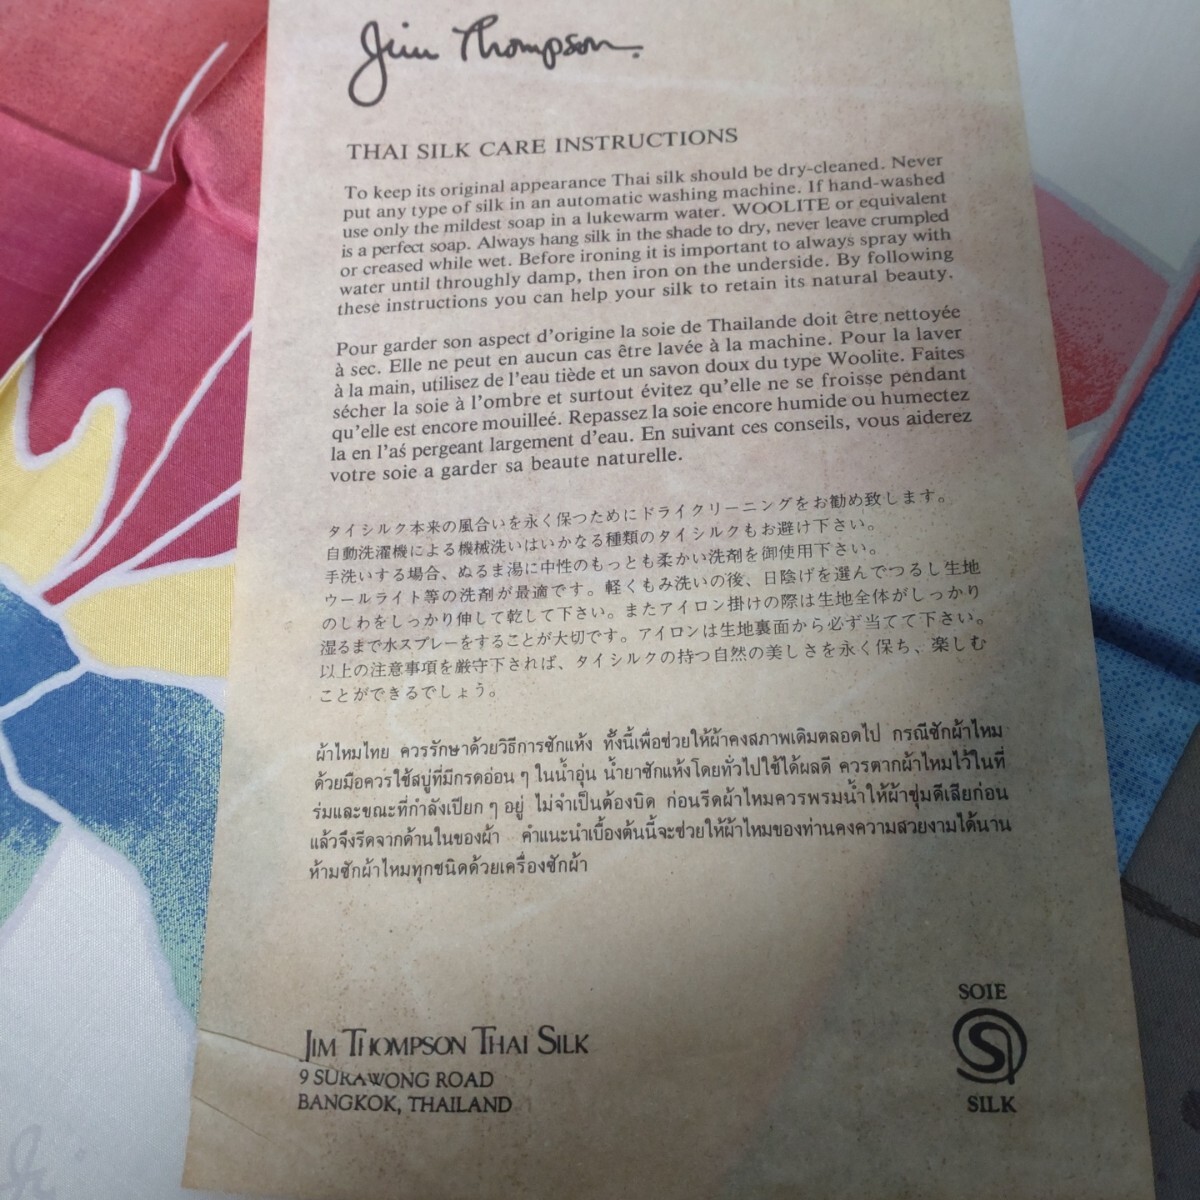 Jim Thompson.
THAI SILK CARE INSTRUCTIONS
To keep its original appearance Thai silk should be dry-cleaned. Never
put any type of silk in an automatic washing machine. If hand-washed
use only the mildest soap in a lukewarm water. WOOLITE or equivalent
is a perfect soap. Always hang silk in the shade to dry, never leave crumpled
or creased while wet. Before ironing it is important to always spray with
water until throughly damp, then iron on the underside. By following
these instructions you can help your silk to retain its natural beauty.
Pour garder son aspect d'origine la soie de Thailande doit être nettoyée
à sec. Elle ne peut en aucun cas être lavée à la machine. Pour la laver
à la main, utilisez de l'eau tiède et un savon doux du type Woolite. Faites
sécher la soie à l'ombre et surtout évitez qu'elle ne se froisse pendant
qu'elle est encore mouilleé. Repassez la soie encore humide ou humectez
la en l'aś pergeant largement d'eau. En suivant ces conseils, vous aiderez
votre soie a garder sa beaute naturelle.
タイシルク本来の風合いを永く保つためにドライクリーニングをお勧め致します。
自動洗濯機による機械洗いはいかなる種類のタイシルクもお避け下さい。
手洗いする場合、ぬるま湯に中性のもっとも柔かい洗剤を御使用下さい。
ウールライト等の洗剤が最適です。軽くもみ洗いの後、日陰げを選んでつるし生地
のしわをしっかり伸して乾して下さい。またアイロン掛けの際は生地全体がしっかり
湿るまで水スプレーをすることが大切です。アイロンは生地裏面から必ず当てて下さい。
以上の注意事項を厳守下されば、タイシルクの持つ自然の美しさを永く保ち、楽しむ
ことができるでしょう。
ผ้าไหมไทย ควรรักษาด้วยวิธีการซักแห้ง ทั้งนี้เพื่อช่วยให้ผ้าคงสภาพเดิมตลอดไป กรณีซักผ้าไหม
ด้วยมือควรใช้สบู่ที่มีกรดอ่อน ๆ ในน้ำอุ่น น้ำยาซักแห้งโดยทั่วไปใช้ได้ผลดี ควรตากผ้าไหมไว้ในที่
ร่มและขณะที่กำลังเปียก ๆ อยู่ ไม่จำเป็นต้องบิด ก่อนรีดผ้าไหมควรพรมน้ำให้ผ้าชุ่มดีเสียก่อน
แล้วจึงรีดจากด้านในของผ้า คำแนะนำเบื้องต้นนี้จะช่วยให้ผ้าไหมของท่านคงความสวยงามได้นาน
ห้ามซักผ้าไหมทุกชนิดด้วยเครื่องซักผ้า
SOIE
SILK
JIM THOMPSON THAI SILK
9 SURAWONG ROAD
BANGKOK, THAILAND